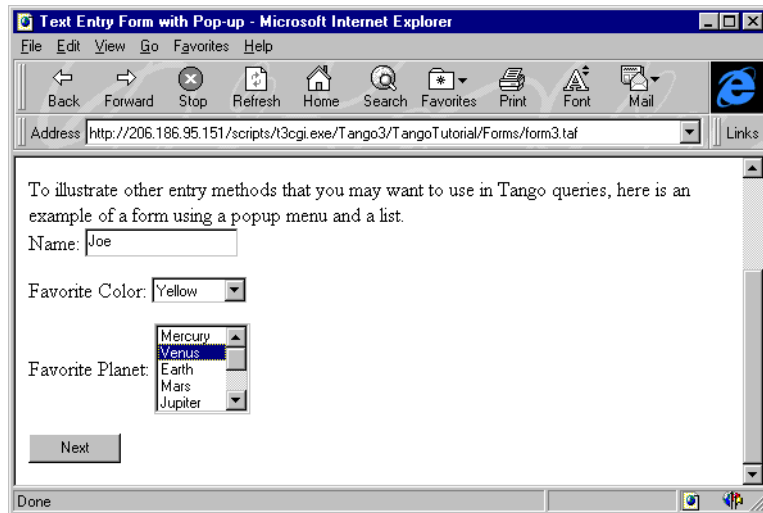 Text Entry Form with Pop-up - Microsoft Internet Explorer
File Edit View Go Favorites Help
Back Forward Stop Refresh Home Search Favorites Print Font Mail
Address http://206.186.95.151/scripts/t3cgi.exe/Tango3/TangoTutorial/Forms/form3.taf Links
To illustrate other entry methods that you may want to use in Tango queries, here is an
example of a form using a popup menu and a list.
Name: Joe
Favorite Color: Yellow
Mercury
Venus
Favorite Planet: Earth
Mars
Jupiter
Next
Done